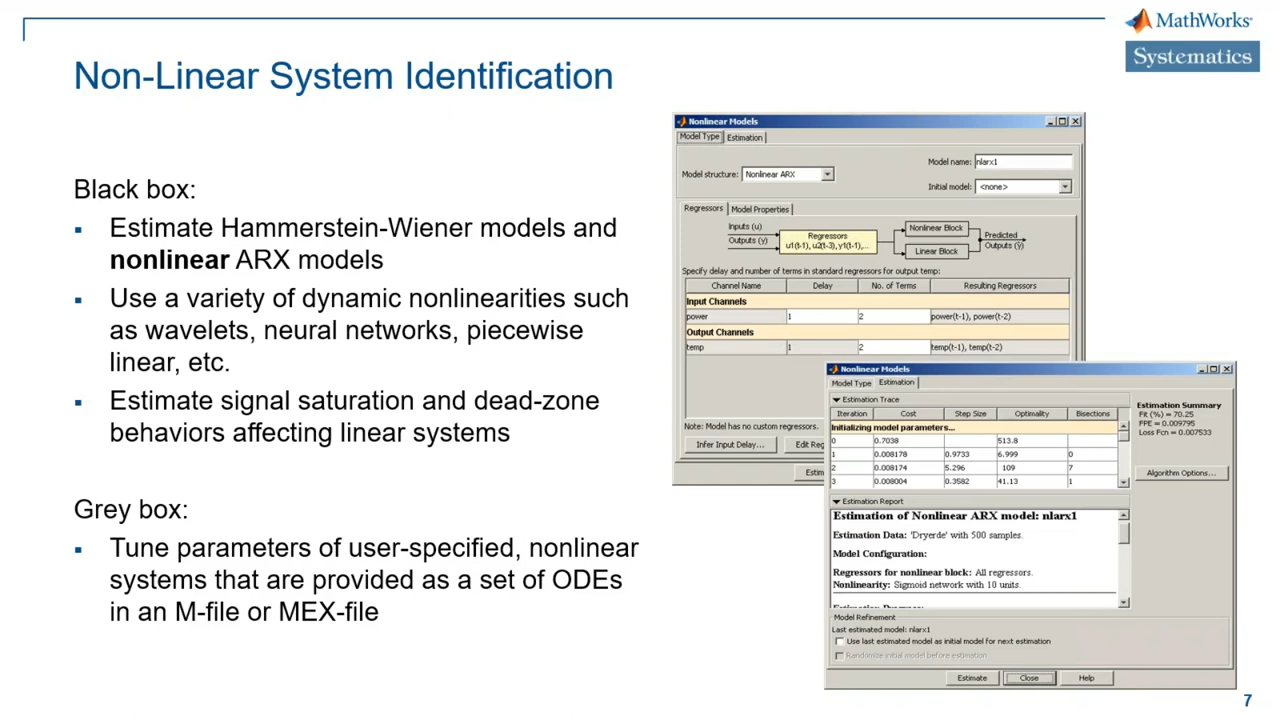 MathWorks®
Systematics
Non-Linear System Identification
Black box:
▪ Estimate Hammerstein-Wiener models and
nonlinear ARX models
▪ Use a variety of dynamic nonlinearities such
as wavelets, neural networks, piecewise
linear, etc.
▪ Estimate signal saturation and dead-zone
behaviors affecting linear systems
Grey box:
▪ Tune parameters of user-specified, nonlinear
systems that are provided as a set of ODEs
in an M-file or MEX-file
Nonlinear Models
Model Type Estimation
Model name: nlarx1
Model structure: Nonlinear ARX
Initial model: <none>
Regressors Model Properties
Inputs (u)
Outputs (y)
Regressors
u1(t-1), u2(t-3), y1(t-1),...
Nonlinear Block
Linear Block
Predicted
Outputs (ŷ)
Specify delay and number of terms in standard regressors for output temp:
Channel Name Delay No. of Terms Resulting Regressors
Input Channels
power 1 2 power(t-1), power(t-2)
Output Channels
temp 1 2 temp(t-1), temp(t-2)
Note: Model has no custom regressors.
Infer Input Delay... Edit Reg
Estim
Nonlinear Models
Model Type Estimation
Estimation Trace
Iteration Cost Step Size Optimality Bisections
Initializing model parameters...
0 0.7038 513.8
1 0.008178 0.9733 6.999 0
2 0.008174 5.296 109 7
3 0.008004 0.3582 41.13 1
Estimation Summary
Fit (%) = 70.25
FPE = 0.009795
Loss Fcn = 0.007533
Algorithm Options...
Estimation Report
Estimation of Nonlinear ARX model: nlarx1
Estimation Data: 'Dryerde' with 500 samples.
Model Configuration:
Regressors for nonlinear block: All regressors.
Nonlinearity: Sigmoid network with 10 units.
Model Refinement
Last estimated model: nlarx1
Use last estimated model as initial model for next estimation
Randomize initial model before estimation
Estimate Close Help
7